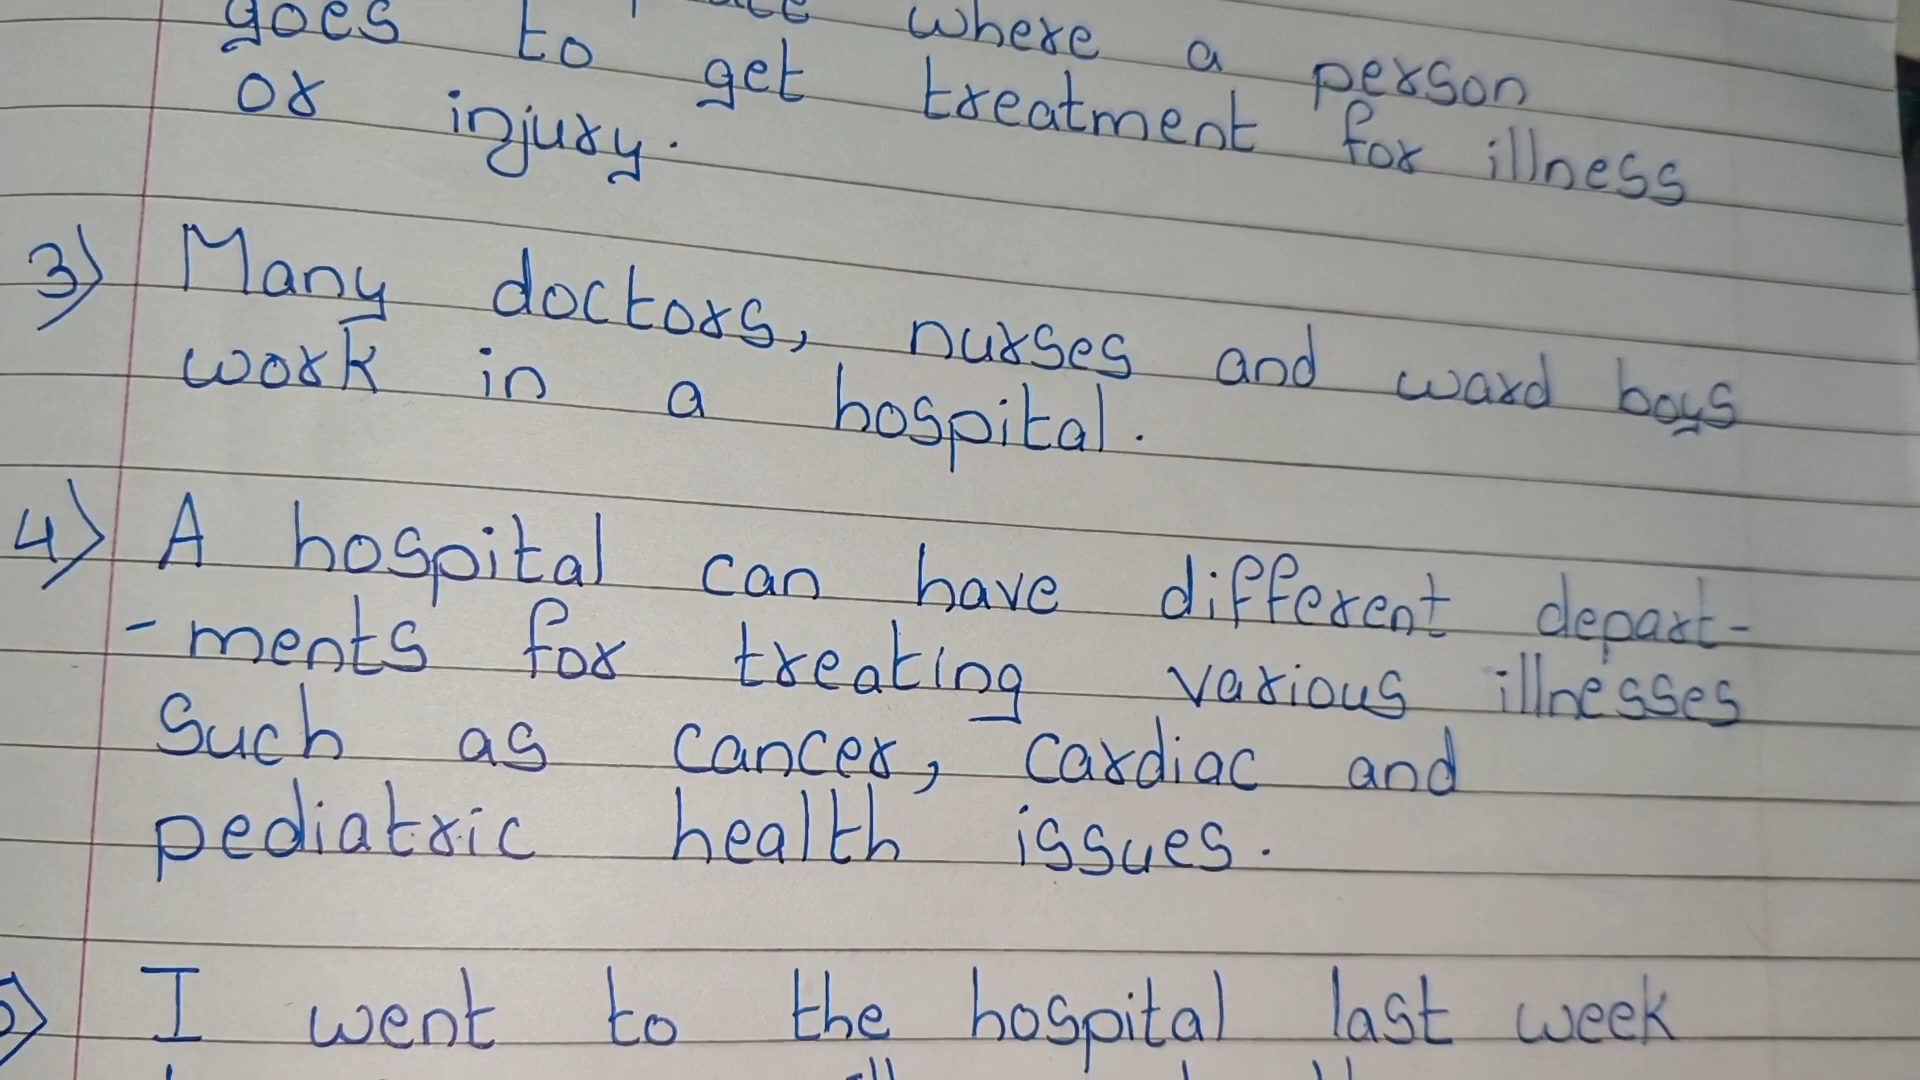 where a person
goes to get treatment for illness
or injury.
3) Many doctors, nurses and ward boys
work in a hospital.
4) A hospital can have different depart-
-ments for treating various illnesses
such as cancer, cardiac and
pediatric health issues.
I went to the hospital last week